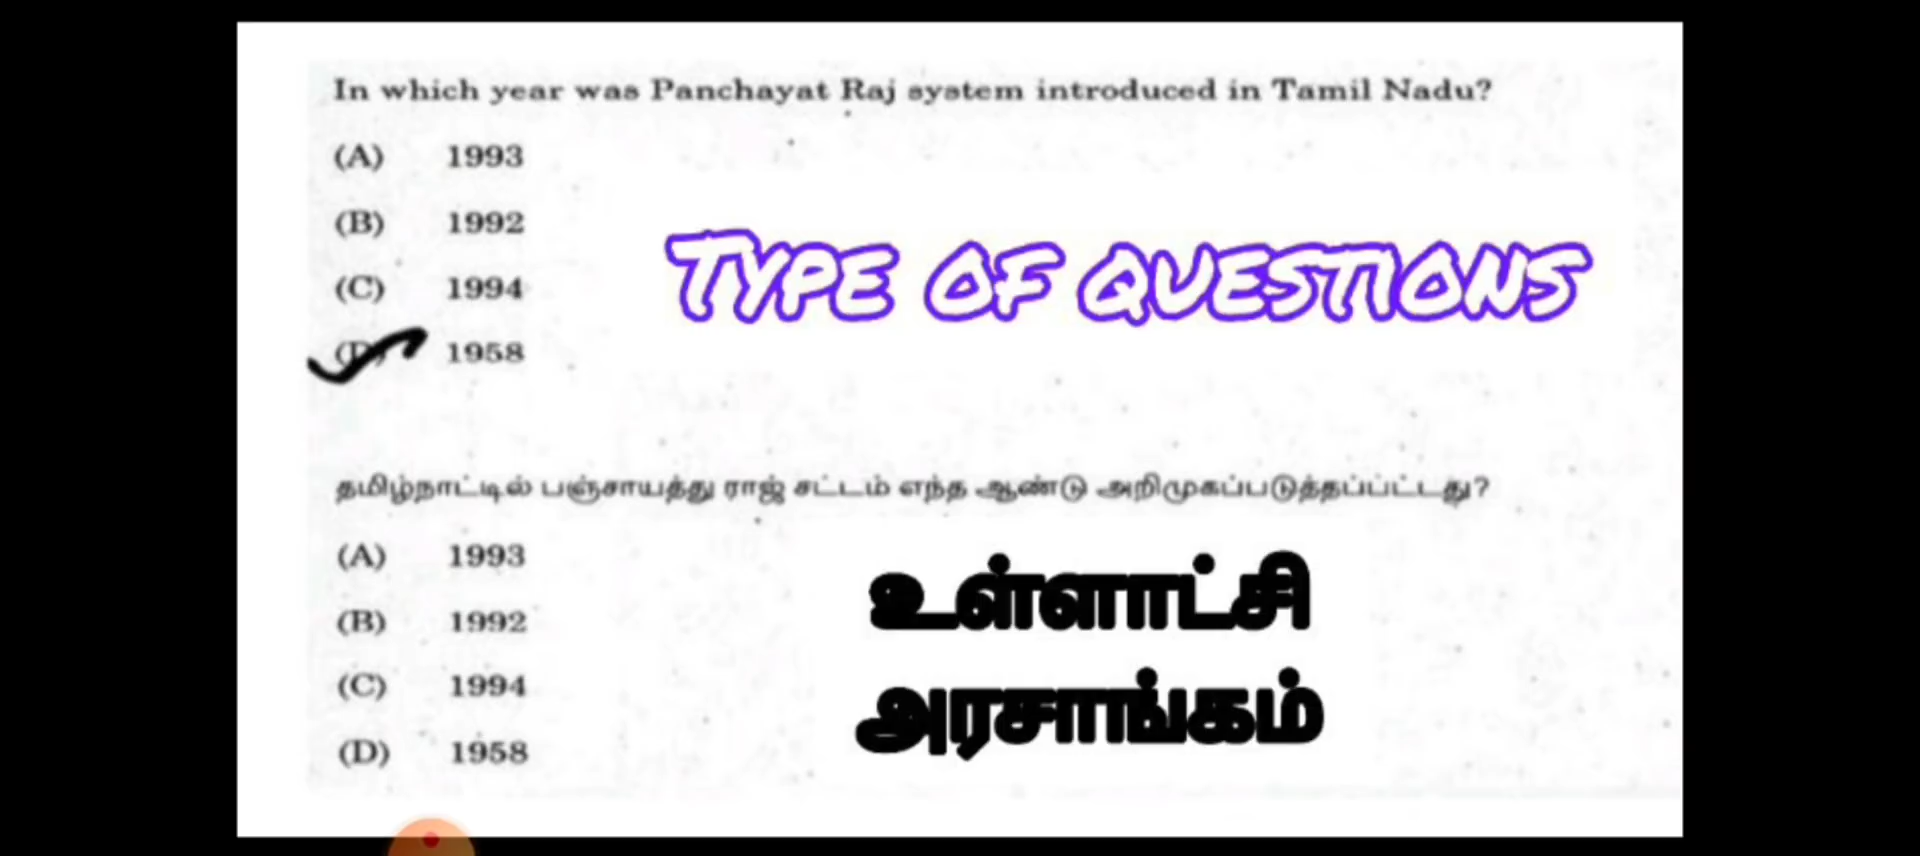 In which year was Panchayat Raj system introduced in Tamil Nadu?
(A) 1993
(B) 1992
(C) 1994
(D) 1958
TYPE OF QUESTIONS
தமிழ்நாட்டில் பஞ்சாயத்து ராஜ் சட்டம் எந்த ஆண்டு அறிமுகப்படுத்தப்ப்ட்டது?
(A) 1993
(B) 1992
(C) 1994
(D) 1958
உள்ளாட்சி
அரசாங்கம்